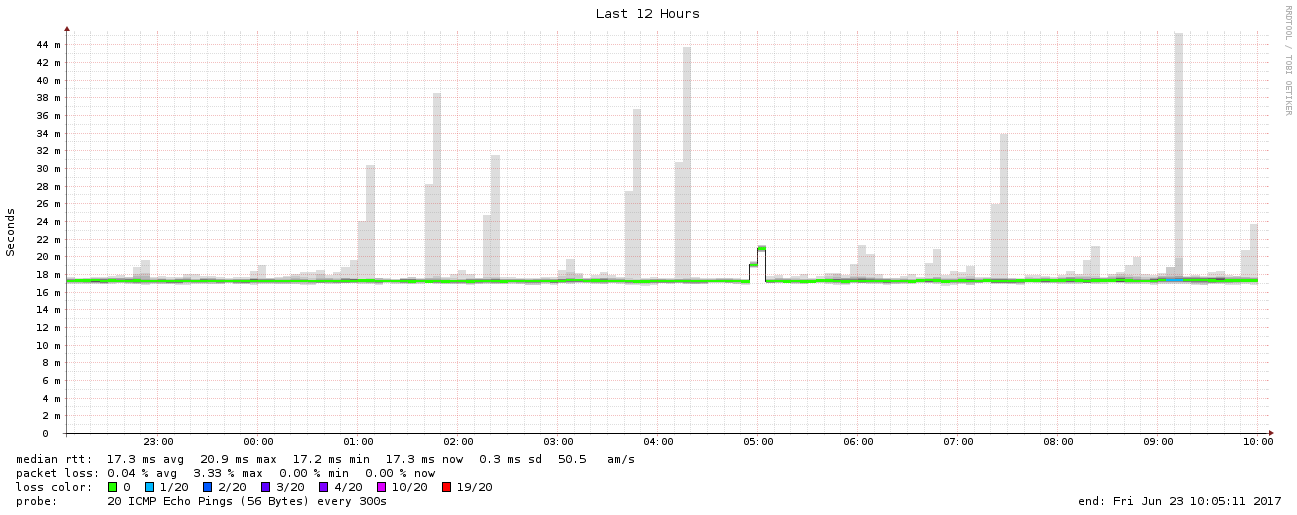 Last 12 Hours
RRDTOOL / TOBI OETIKER
Seconds
44 m
42 m
40 m
38 m
36 m
34 m
32 m
30 m
28 m
26 m
24 m
22 m
20 m
18 m
16 m
14 m
12 m
10 m
8 m
6 m
4 m
2 m
0
23:00 00:00 01:00 02:00 03:00 04:00 05:00 06:00 07:00 08:00 09:00 10:00
median rtt: 17.3 ms avg 20.9 ms max 17.2 ms min 17.3 ms now 0.3 ms sd 50.5 am/s
packet loss: 0.04 % avg 3.33 % max 0.00 % min 0.00 % now
loss color: 0 1/20 2/20 3/20 4/20 10/20 19/20
probe: 20 ICMP Echo Pings (56 Bytes) every 300s end: Fri Jun 23 10:05:11 2017